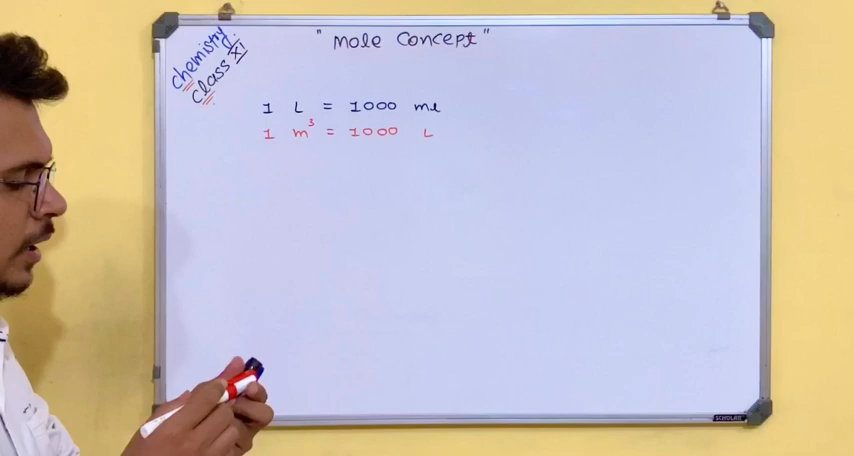 chemistry.
class XI
" Mole Concept "
1 L = 1000 ml
1 m³ = 1000 L
SCHOLAR